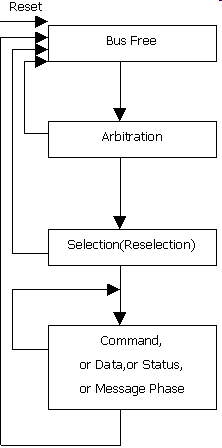 Reset
Bus Free
Arbitration
Selection(Reselection)
Command,
or Data,or Status,
or Message Phase